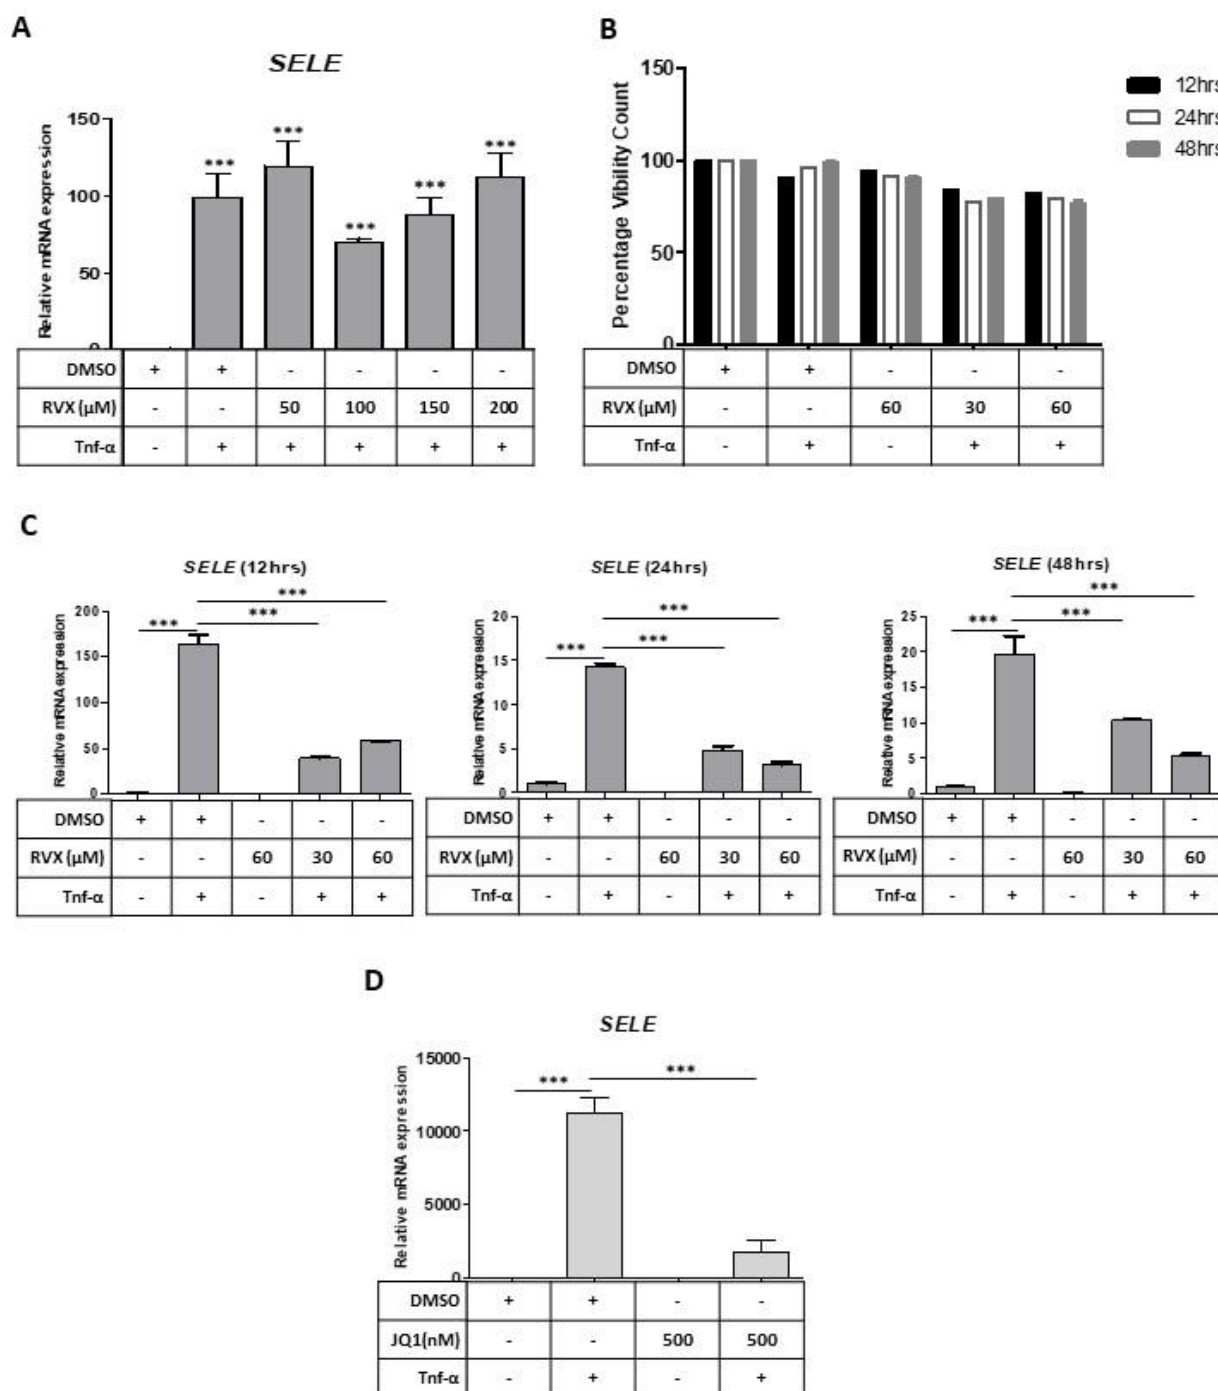 A
B
SELE
Relative mRNA expression
150
100
50
0
*** *** *** *** ***
DMSO + + - - - -
RVX (µM) - - 50 100 150 200
Tnf-α - + + + + +
Percentage Vibility Count
150
100
50
0
12hrs
24hrs
48hrs
DMSO + + - - -
RVX (µM) - - 60 30 60
Tnf-α - + - + +
C
SELE (12hrs)
Relative mRNA expression
200
150
100
50
0
***
***
***
DMSO + + - - -
RVX (µM) - - 60 30 60
Tnf-α - + - + +
SELE (24hrs)
Relative mRNA expression
20
15
10
5
0
***
***
***
DMSO + + - - -
RVX (µM) - - 60 30 60
Tnf-α - + - + +
SELE (48hrs)
Relative mRNA expression
25
20
15
10
5
0
***
***
***
DMSO + + - - -
RVX (µM) - - 60 30 60
Tnf-α - + - + +
D
SELE
Relative mRNA expression
15000
10000
5000
0
*** ***
DMSO + + - -
JQ1(nM) - - 500 500
Tnf-α - + - +